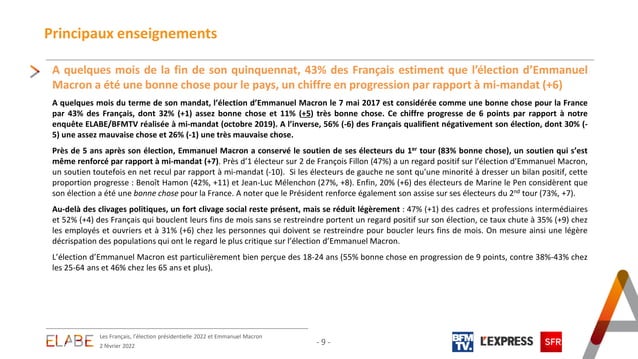 Principaux enseignements
A quelques mois de la fin de son quinquennat, 43% des Français estiment que l’élection d’Emmanuel
Macron a été une bonne chose pour le pays, un chiffre en progression par rapport à mi-mandat (+6)
A quelques mois du terme de son mandat, l’élection d’Emmanuel Macron le 7 mai 2017 est considérée comme une bonne chose pour la France
par 43% des Français, dont 32% (+1) assez bonne chose et 11% (+5) très bonne chose. Ce chiffre progresse de 6 points par rapport à notre
enquête ELABE/BFMTV réalisée à mi-mandat (octobre 2019). A l’inverse, 56% (-6) des Français qualifient négativement son élection, dont 30% (-
5) une assez mauvaise chose et 26% (-1) une très mauvaise chose.
Près de 5 ans après son élection, Emmanuel Macron a conservé le soutien de ses électeurs du 1er tour (83% bonne chose), un soutien qui s’est
même renforcé par rapport à mi-mandat (+7). Près d’1 électeur sur 2 de François Fillon (47%) a un regard positif sur l’élection d’Emmanuel Macron,
un soutien toutefois en net recul par rapport à mi-mandat (-10). Si les électeurs de gauche ne sont qu’une minorité à dresser un bilan positif, cette
proportion progresse : Benoît Hamon (42%, +11) et Jean-Luc Mélenchon (27%, +8). Enfin, 20% (+6) des électeurs de Marine le Pen considèrent que
son élection a été une bonne chose pour la France. A noter que le Président renforce également son assise sur ses électeurs du 2nd tour (73%, +7).
Au-delà des clivages politiques, un fort clivage social reste présent, mais se réduit légèrement : 47% (+1) des cadres et professions intermédiaires
et 52% (+4) des Français qui bouclent leurs fins de mois sans se restreindre portent un regard positif sur son élection, ce taux chute à 35% (+9) chez
les employés et ouvriers et à 31% (+6) chez les personnes qui doivent se restreindre pour boucler leurs fins de mois. On mesure ainsi une légère
décrispation des populations qui ont le regard le plus critique sur l’élection d’Emmanuel Macron.
L’élection d’Emmanuel Macron est particulièrement bien perçue des 18-24 ans (55% bonne chose en progression de 9 points, contre 38%-43% chez
les 25-64 ans et 46% chez les 65 ans et plus).
ELABE
Les Français, l’élection présidentielle 2022 et Emmanuel Macron
2 février 2022
- 9 -
BFM
TV.
L'EXPRESS
SFR